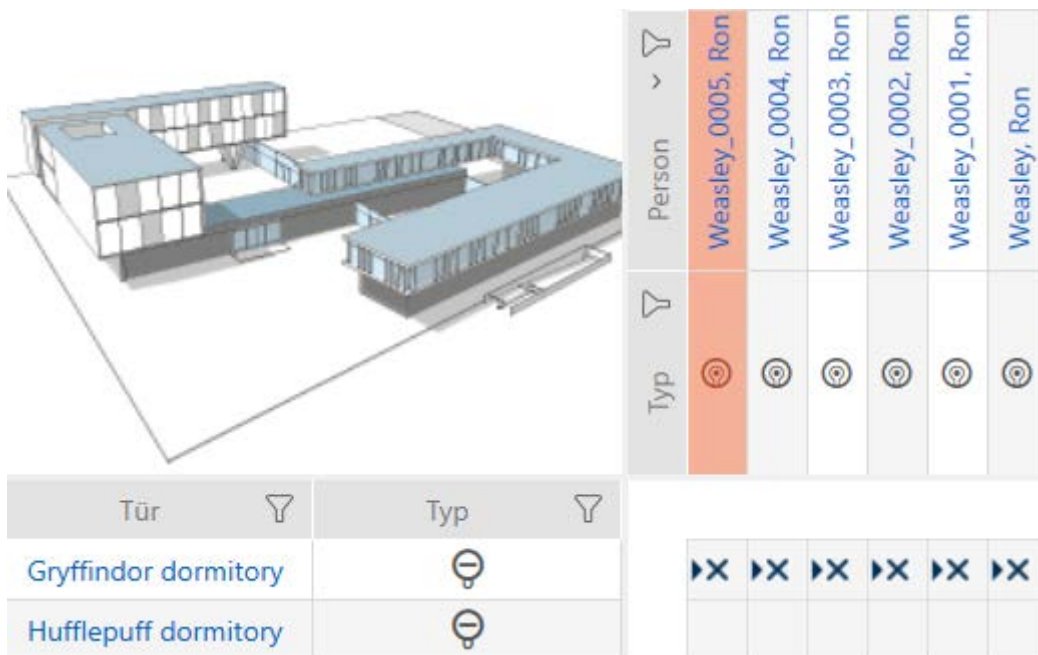 Person
Weasley_0005, Ron
Weasley_0004, Ron
Weasley_0003, Ron
Weasley_0002, Ron
Weasley_0001, Ron
Weasley, Ron
Typ
Tür
Typ
Gryffindor dormitory
Hufflepuff dormitory